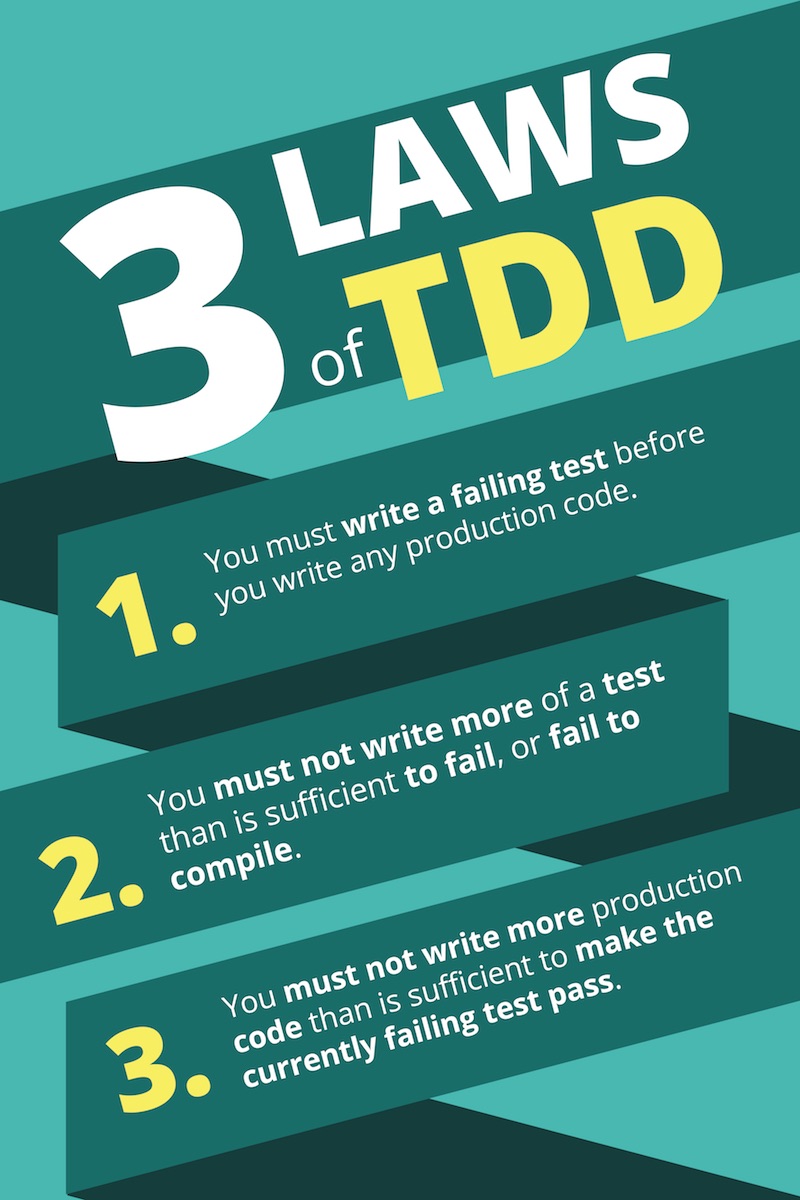 3 LAWS
of TDD
1. You must write a failing test before
you write any production code.
2. You must not write more of a test
than is sufficient to fail, or fail to
compile.
3. You must not write more production
code than is sufficient to make the
currently failing test pass.